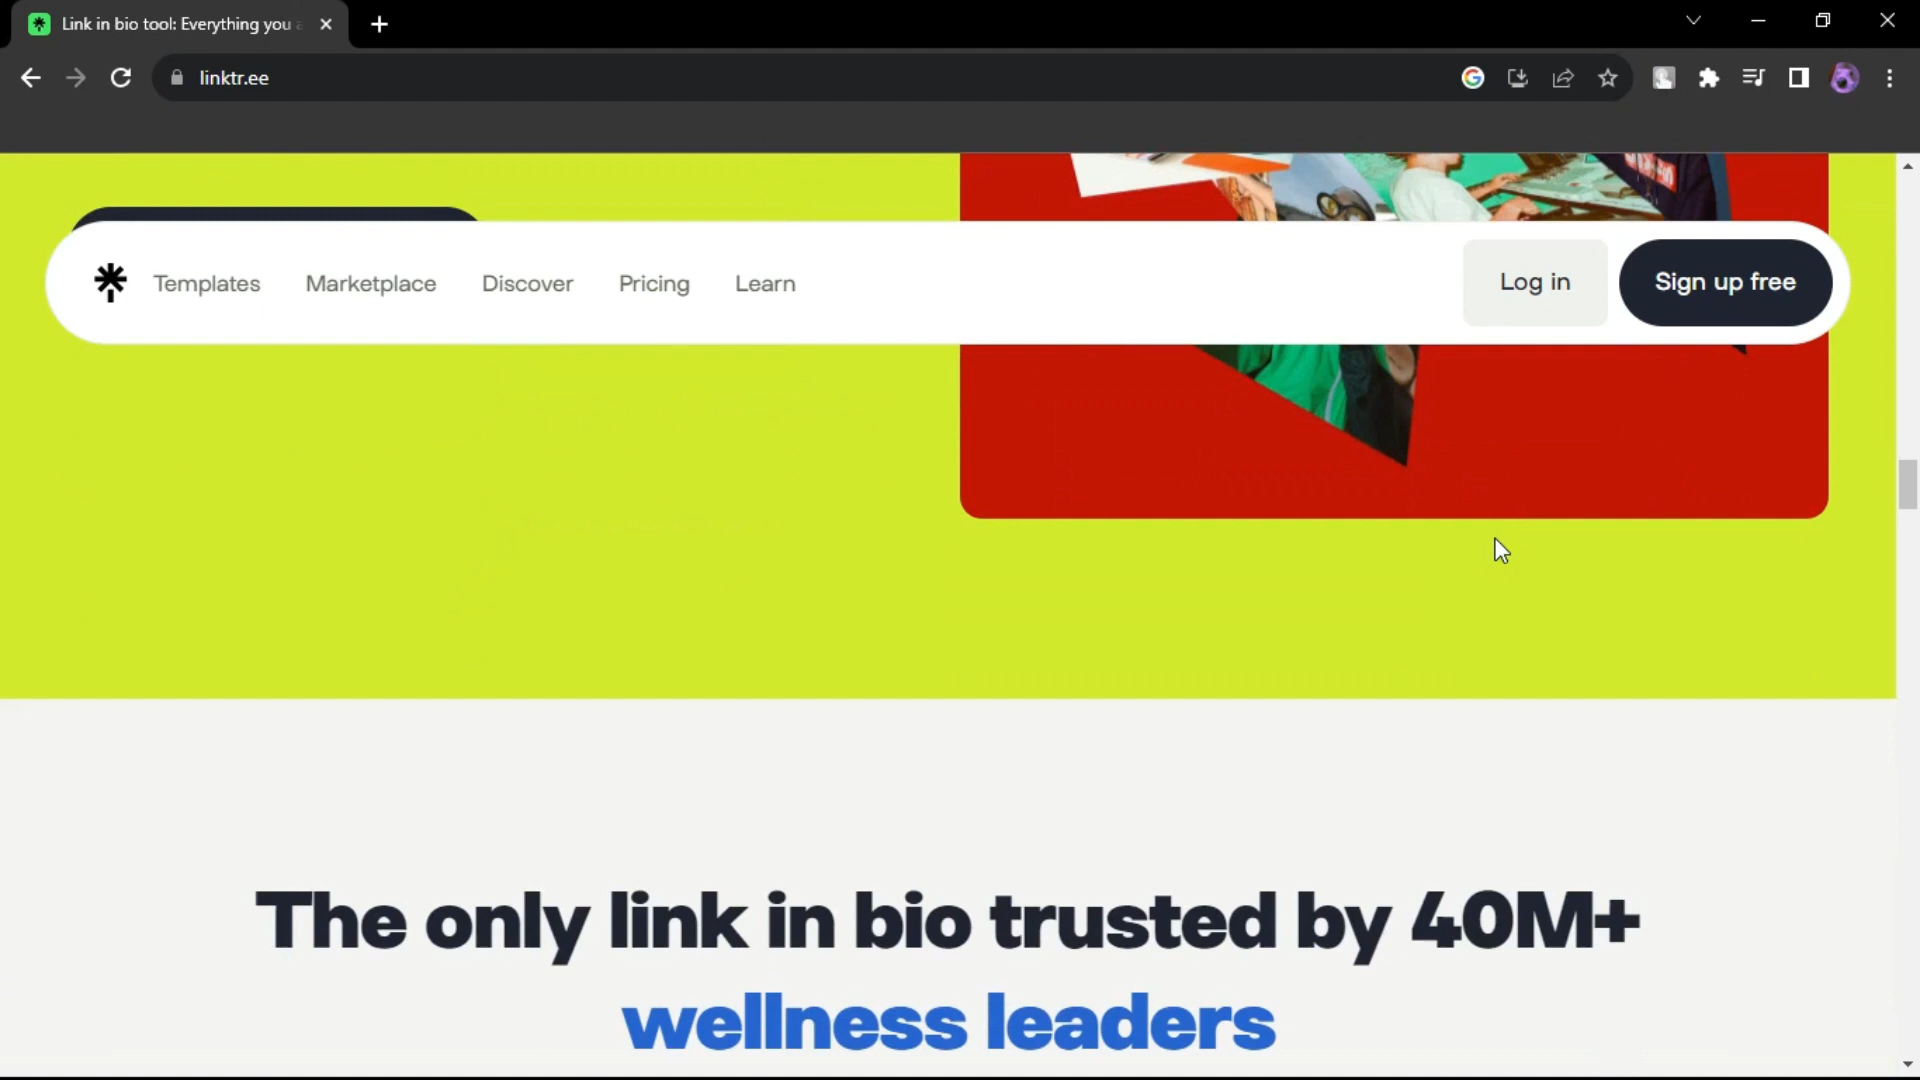 Link in bio tool: Everything you a
linktr.ee
Templates
Marketplace
Discover
Pricing
Learn
Log in
Sign up free
The only link in bio trusted by 40M+
wellness leaders